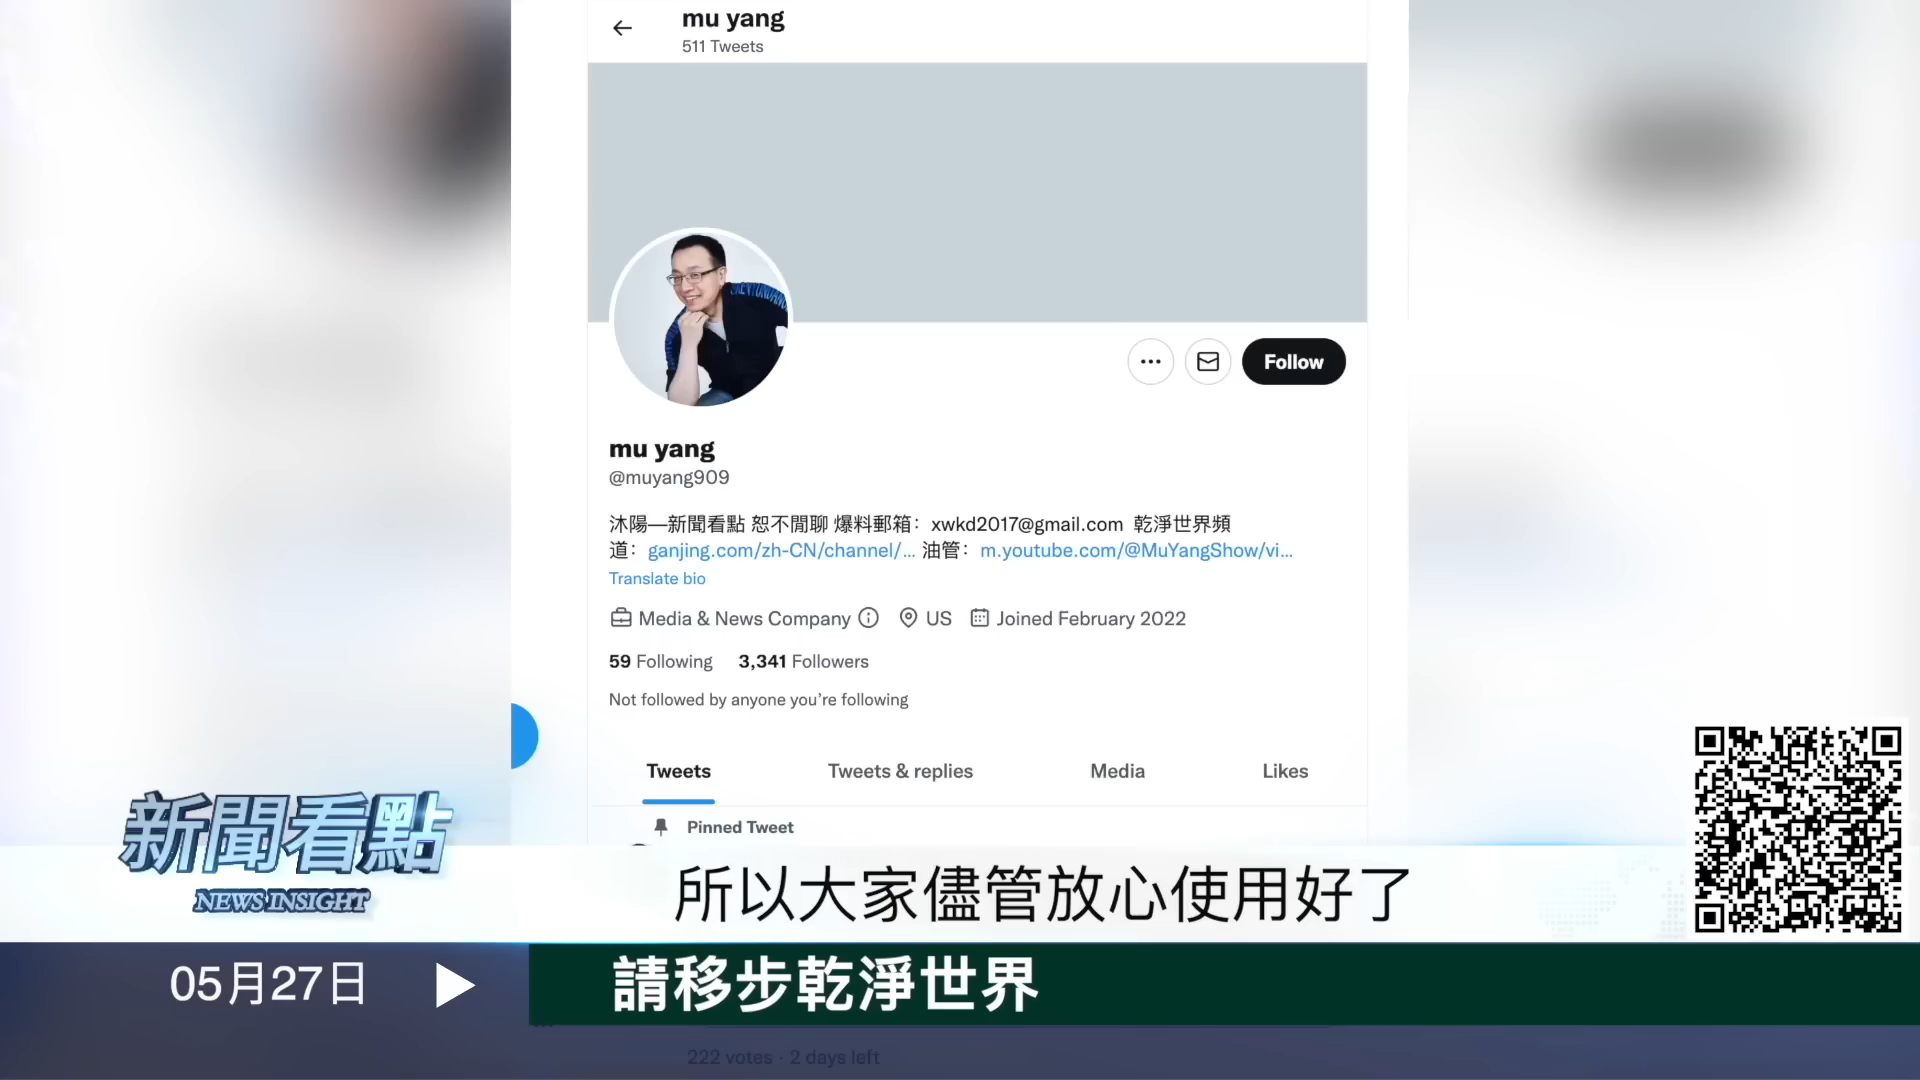 mu yang
511 Tweets
Follow
mu yang
@muyang909
沐陽—新聞看點 恕不閒聊 爆料郵箱：xwkd2017@gmail.com 乾淨世界頻
道：ganjing.com/zh-CN/channel/... 油管：m.youtube.com/@MuYangShow/vi...
Translate bio
Media & News Company US Joined February 2022
59 Following 3,341 Followers
Not followed by anyone you’re following
Tweets Tweets & replies Media Likes
Pinned Tweet
新聞看點
NEWS INSIGHT
所以大家儘管放心使用好了
05月27日
請移步乾淨世界
222 votes · 2 days left